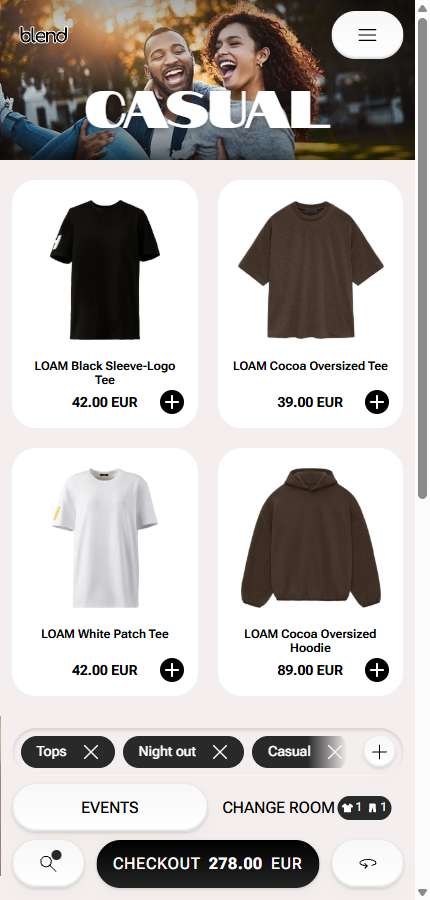 blend
CASUAL
LOAM Black Sleeve-Logo
Tee
42.00 EUR
LOAM Cocoa Oversized Tee
39.00 EUR
LOAM White Patch Tee
42.00 EUR
LOAM Cocoa Oversized
Hoodie
89.00 EUR
Tops
Night out
Casual
EVENTS
CHANGE ROOM 1 1
CHECKOUT 278.00 EUR